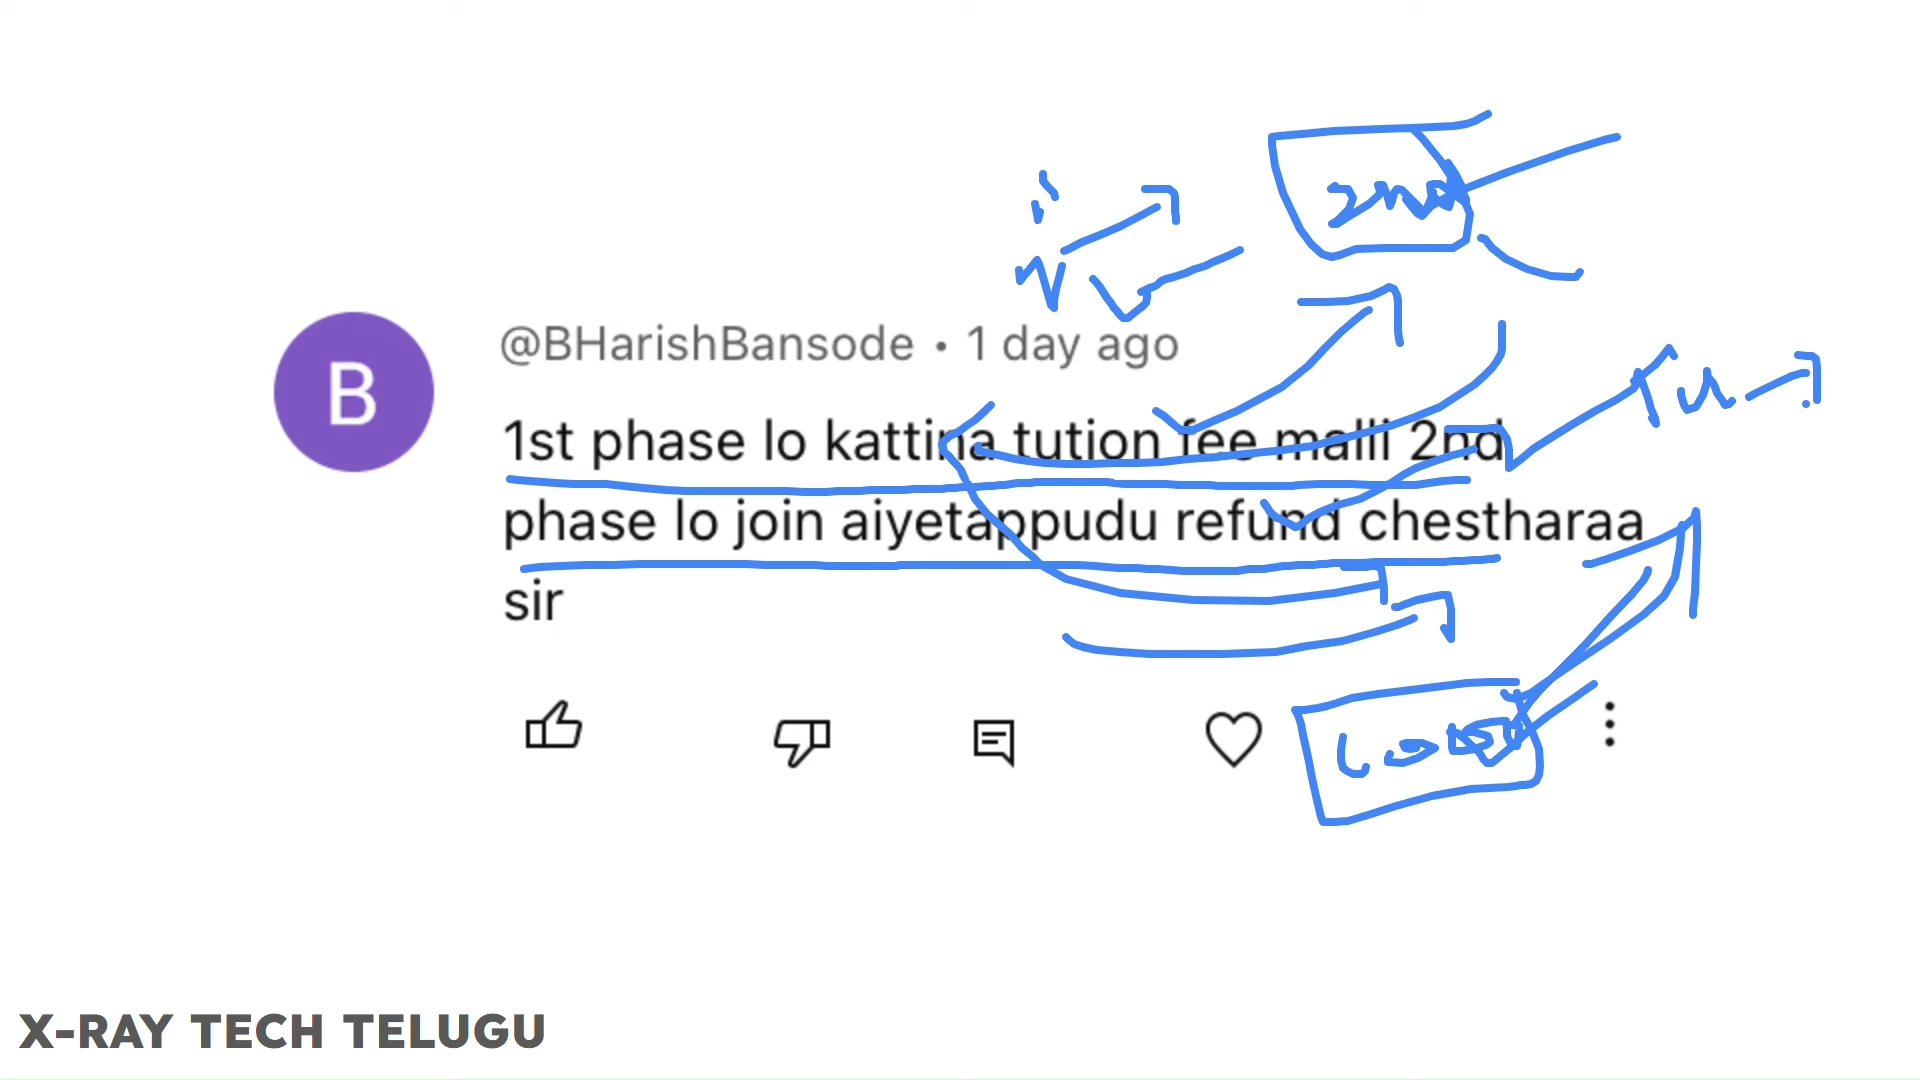 2nd
B
@BHarishBansode • 1 day ago
1st phase lo kattina tution fee malli 2nd
phase lo join aiyetappudu refund chestharaa
sir
X-RAY TECH TELUGU